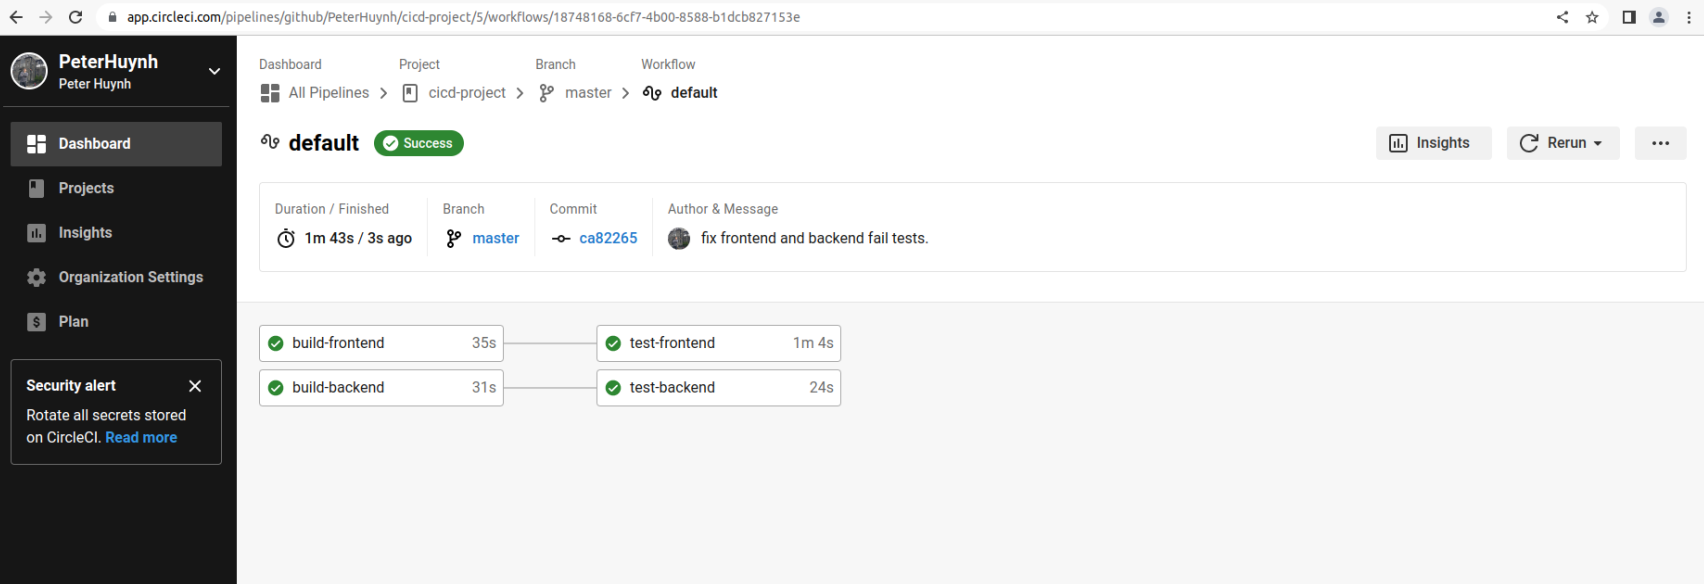 app.circleci.com/pipelines/github/PeterHuynh/cicd-project/5/workflows/18748168-6cf7-4b00-8588-b1dcb827153e
PeterHuynh
Peter Huynh
Dashboard
Projects
Insights
Organization Settings
Plan
Security alert
Rotate all secrets stored
on CircleCI. Read more
Dashboard Project Branch Workflow
All Pipelines cicd-project master default
default Success Insights Rerun
Duration / Finished Branch Commit Author & Message
1m 43s / 3s ago master ca82265 fix frontend and backend fail tests.
build-frontend 35s test-frontend 1m 4s
build-backend 31s test-backend 24s